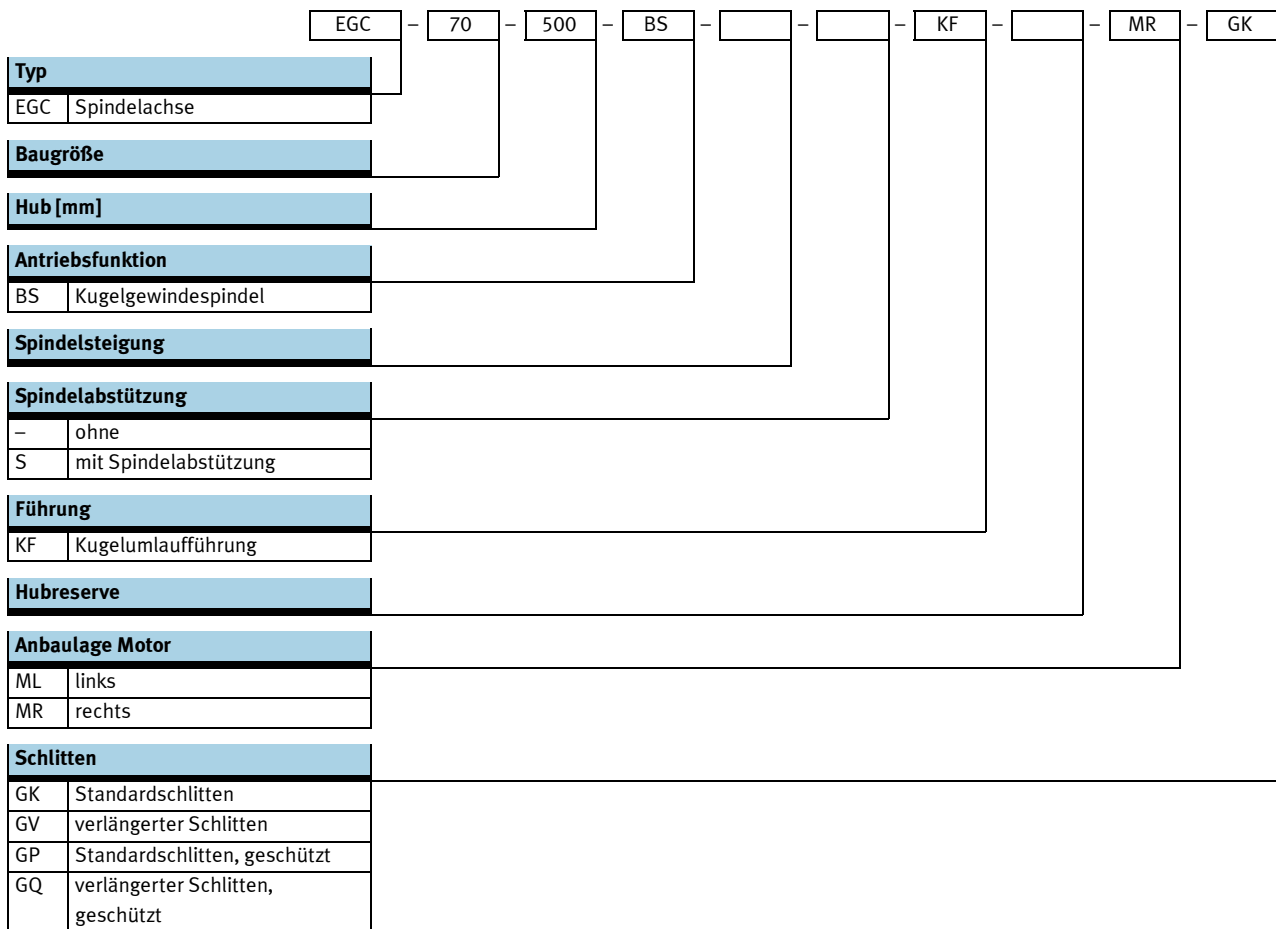 EGC – 70 – 500 – BS – – – KF – – MR – GK
Typ
EGC Spindelachse
Baugröße
Hub [mm]
Antriebsfunktion
BS Kugelgewindespindel
Spindelsteigung
Spindelabstützung
– ohne
S mit Spindelabstützung
Führung
KF Kugelumlaufführung
Hubreserve
Anbaulage Motor
ML links
MR rechts
Schlitten
GK Standardschlitten
GV verlängerter Schlitten
GP Standardschlitten, geschützt
GQ verlängerter Schlitten,
geschützt